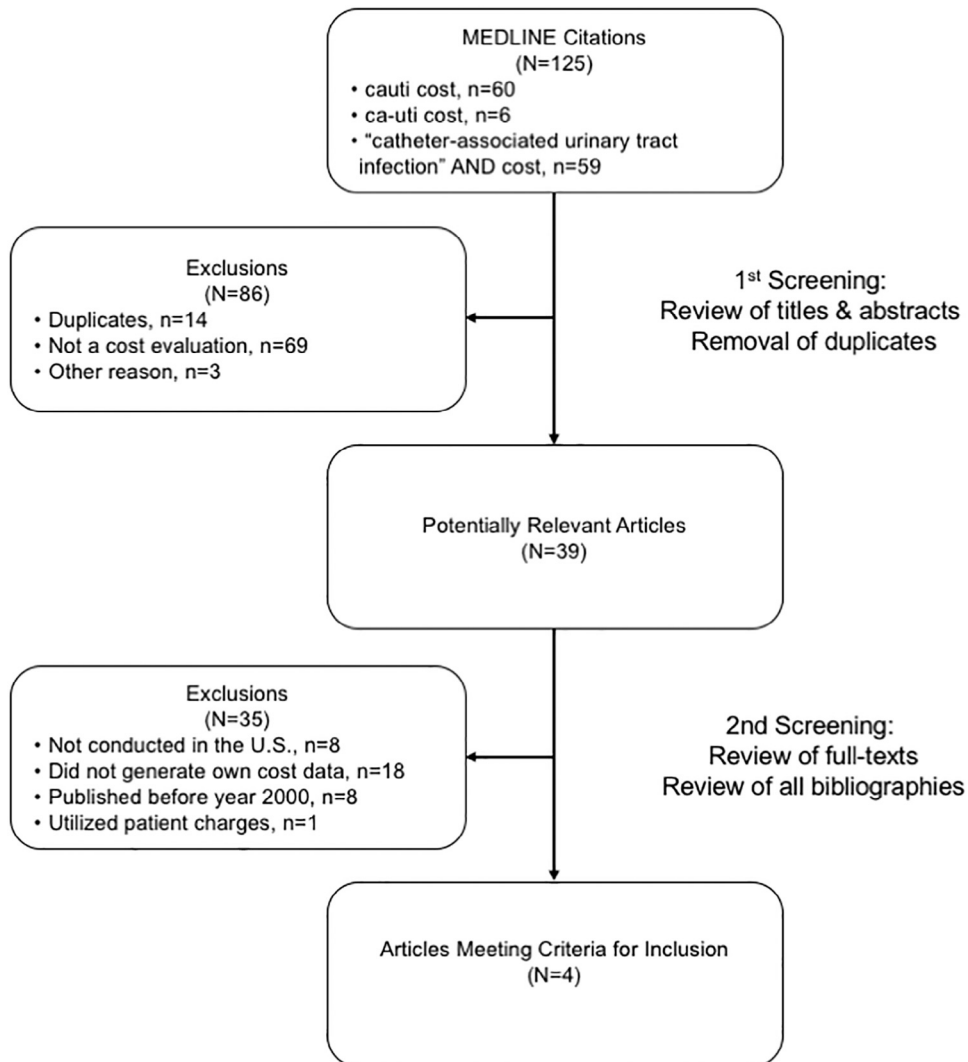 MEDLINE Citations
(N=125)
• cauti cost, n=60
• ca-uti cost, n=6
• “catheter-associated urinary tract
infection” AND cost, n=59
Exclusions
(N=86)
• Duplicates, n=14
• Not a cost evaluation, n=69
• Other reason, n=3
1st Screening:
Review of titles & abstracts
Removal of duplicates
Potentially Relevant Articles
(N=39)
Exclusions
(N=35)
• Not conducted in the U.S., n=8
• Did not generate own cost data, n=18
• Published before year 2000, n=8
• Utilized patient charges, n=1
2nd Screening:
Review of full-texts
Review of all bibliographies
Articles Meeting Criteria for Inclusion
(N=4)